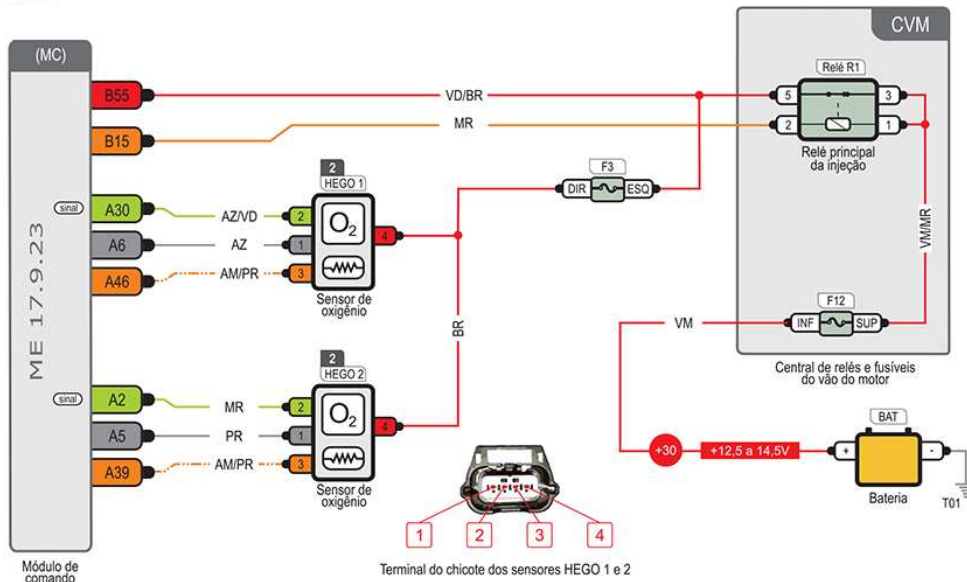 (MC)
CVM
Relé R1
B55
VD/BR
5
3
B15
MR
2
1
Relé principal
da injeção
2
HEGO 1
F3
DIR
ESQ
sinal
A30
AZ/VD
2
O2
4
A6
AZ
1
A46
AM/PR
3
Sensor de
oxigênio
VM/MR
ME 17.9.23
BR
VM
F12
INF
SUP
2
HEGO 2
Central de relés e fusíveis
do vão do motor
sinal
A2
MR
2
O2
4
A5
PR
1
A39
AM/PR
3
Sensor de
oxigênio
BAT
+30
+12,5 a 14,5V
+
-
Bateria
T01
1
2
3
4
Módulo de
comando
Terminal do chicote dos sensores HEGO 1 e 2